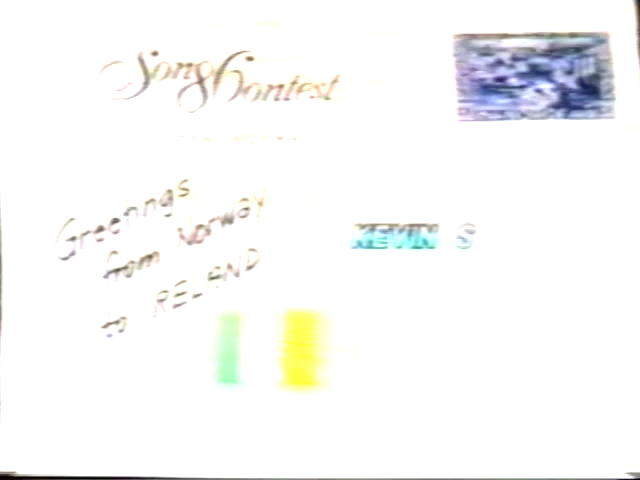 Song Contest
Greetings
from Norway
to IRELAND
KEVIN S